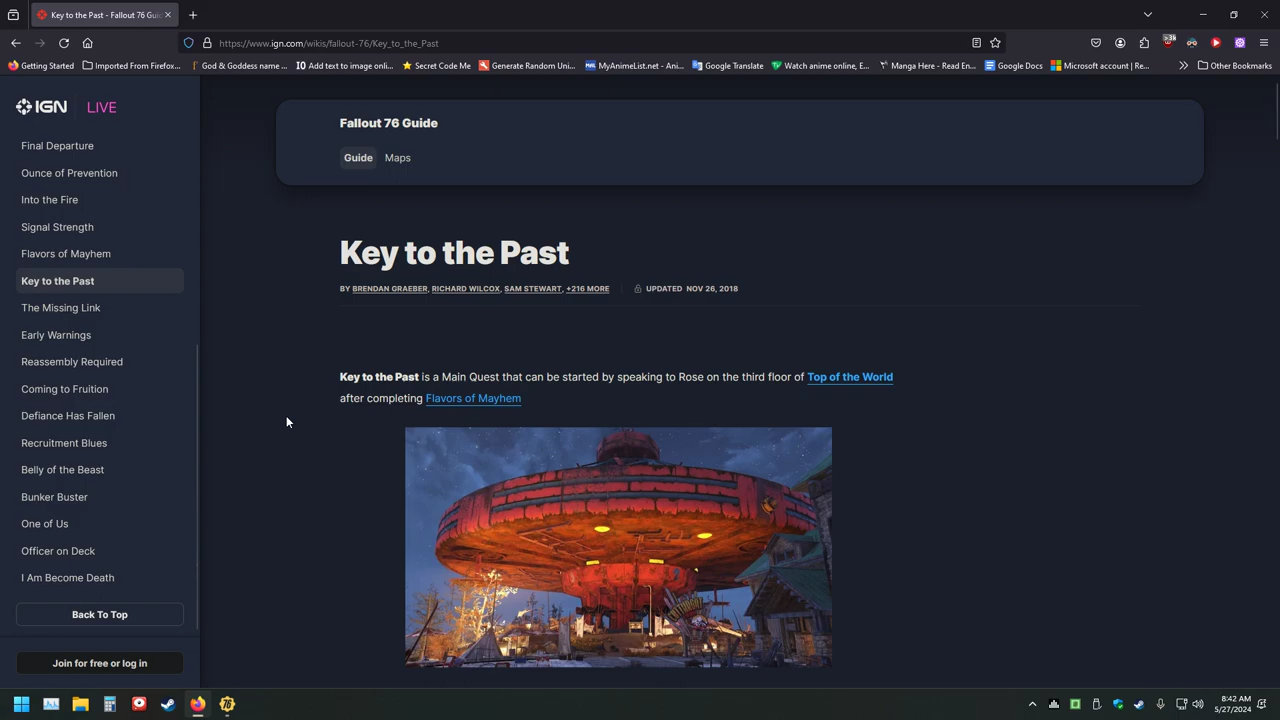 Key to the Past - Fallout 76 Guid
https://www.ign.com/wikis/fallout-76/Key_to_the_Past
Getting Started
Imported From Firefox...
God & Goddess name ...
Add text to image onli...
Secret Code Me
Generate Random Uni...
MyAnimeList.net - Ani...
Google Translate
Watch anime online, E...
Manga Here - Read En...
Google Docs
Microsoft account | Re...
Other Bookmarks
IGN LIVE
Final Departure
Ounce of Prevention
Into the Fire
Signal Strength
Flavors of Mayhem
Key to the Past
The Missing Link
Early Warnings
Reassembly Required
Coming to Fruition
Defiance Has Fallen
Recruitment Blues
Belly of the Beast
Bunker Buster
One of Us
Officer on Deck
I Am Become Death
Back To Top
Join for free or log in
Fallout 76 Guide
Guide Maps
Key to the Past
BY BRENDAN GRAEBER, RICHARD WILCOX, SAM STEWART, +216 MORE UPDATED NOV 26, 2018
Key to the Past is a Main Quest that can be started by speaking to Rose on the third floor of Top of the World
after completing Flavors of Mayhem
8:42 AM
5/27/2024